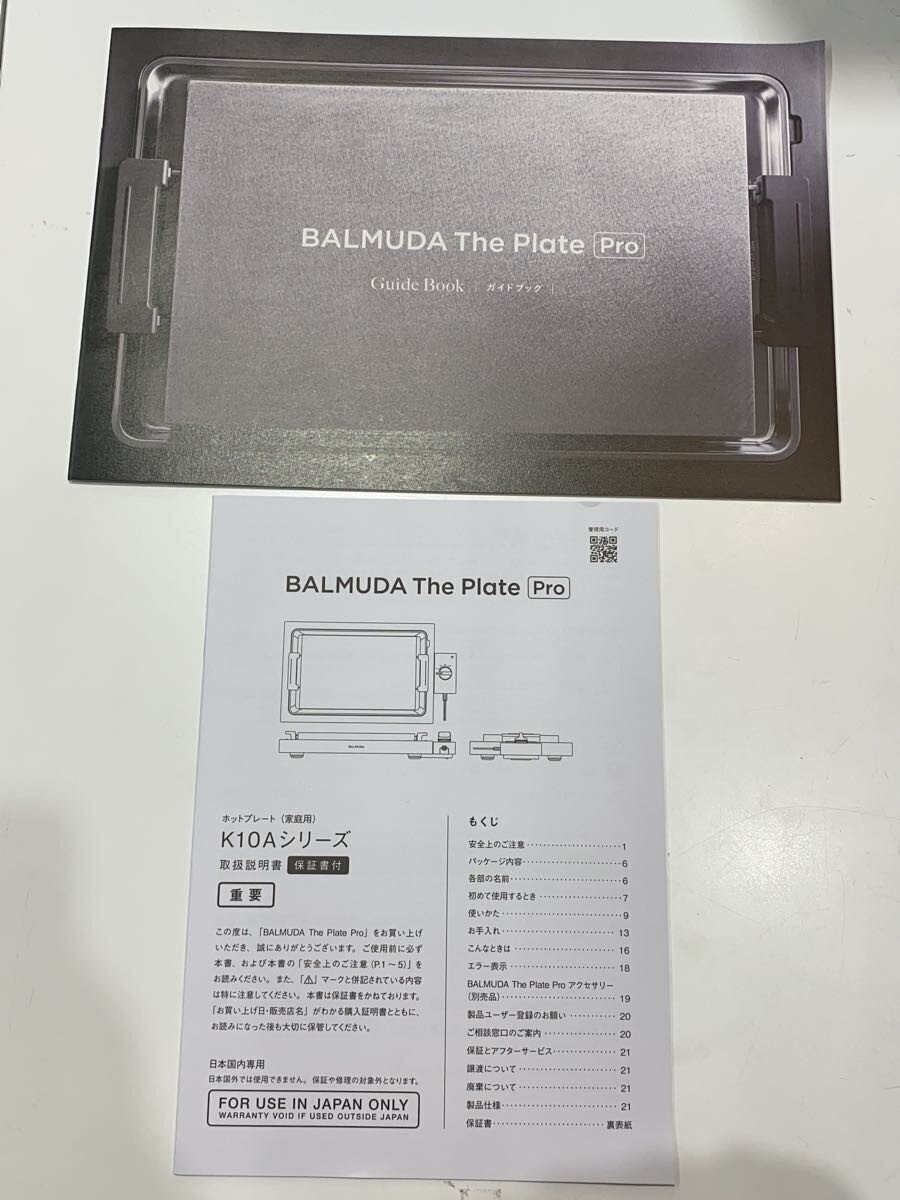 BALMUDA The Plate Pro
Guide Book | ガイドブック |
管理用コード
BALMUDA The Plate Pro
BALMUDA
ホットプレート（家庭用）
K10Aシリーズ
取扱説明書 保証書付
重要
この度は、「BALMUDA The Plate Pro」をお買い上げ
いただき、誠にありがとうございます。ご使用前に必ず
本書、および本書の「安全上のご注意（P.1～5）」を
お読みください。また、「⚠」マークと併記されている内容
は特に注意してください。本書は保証書をかねております。
「お買い上げ日・販売店名」がわかる購入証明書とともに、
お読みになった後も大切に保管してください。
日本国内専用
日本国外では使用できません。保証や修理の対象外となります。
FOR USE IN JAPAN ONLY
WARRANTY VOID IF USED OUTSIDE JAPAN
もくじ
安全上のご注意……………………1
パッケージ内容……………………6
各部の名前…………………………6
初めて使用するとき………………7
使いかた……………………………9
お手入れ……………………………13
こんなときは………………………16
エラー表示…………………………18
BALMUDA The Plate Pro アクセサリー
（別売品）…………………………19
製品ユーザー登録のお願い………20
ご相談窓口のご案内………………20
保証とアフターサービス…………21
譲渡について………………………21
廃棄について………………………21
製品仕様……………………………21
保証書………………………………裏表紙